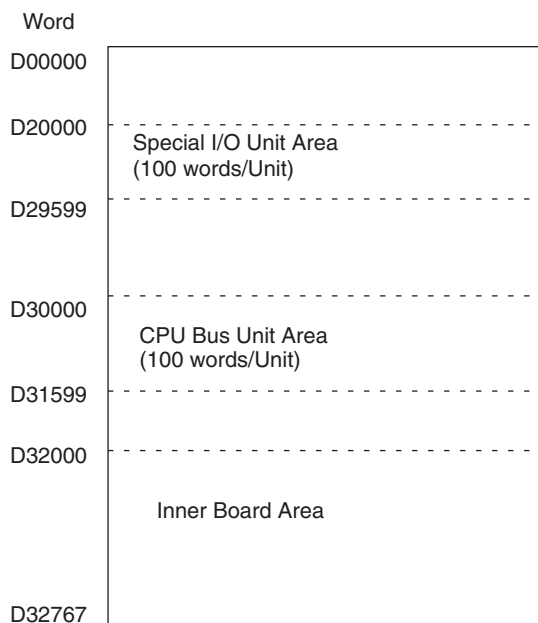 Word
D00000
D20000
Special I/O Unit Area
(100 words/Unit)
D29599
D30000
CPU Bus Unit Area
(100 words/Unit)
D31599
D32000
Inner Board Area
D32767